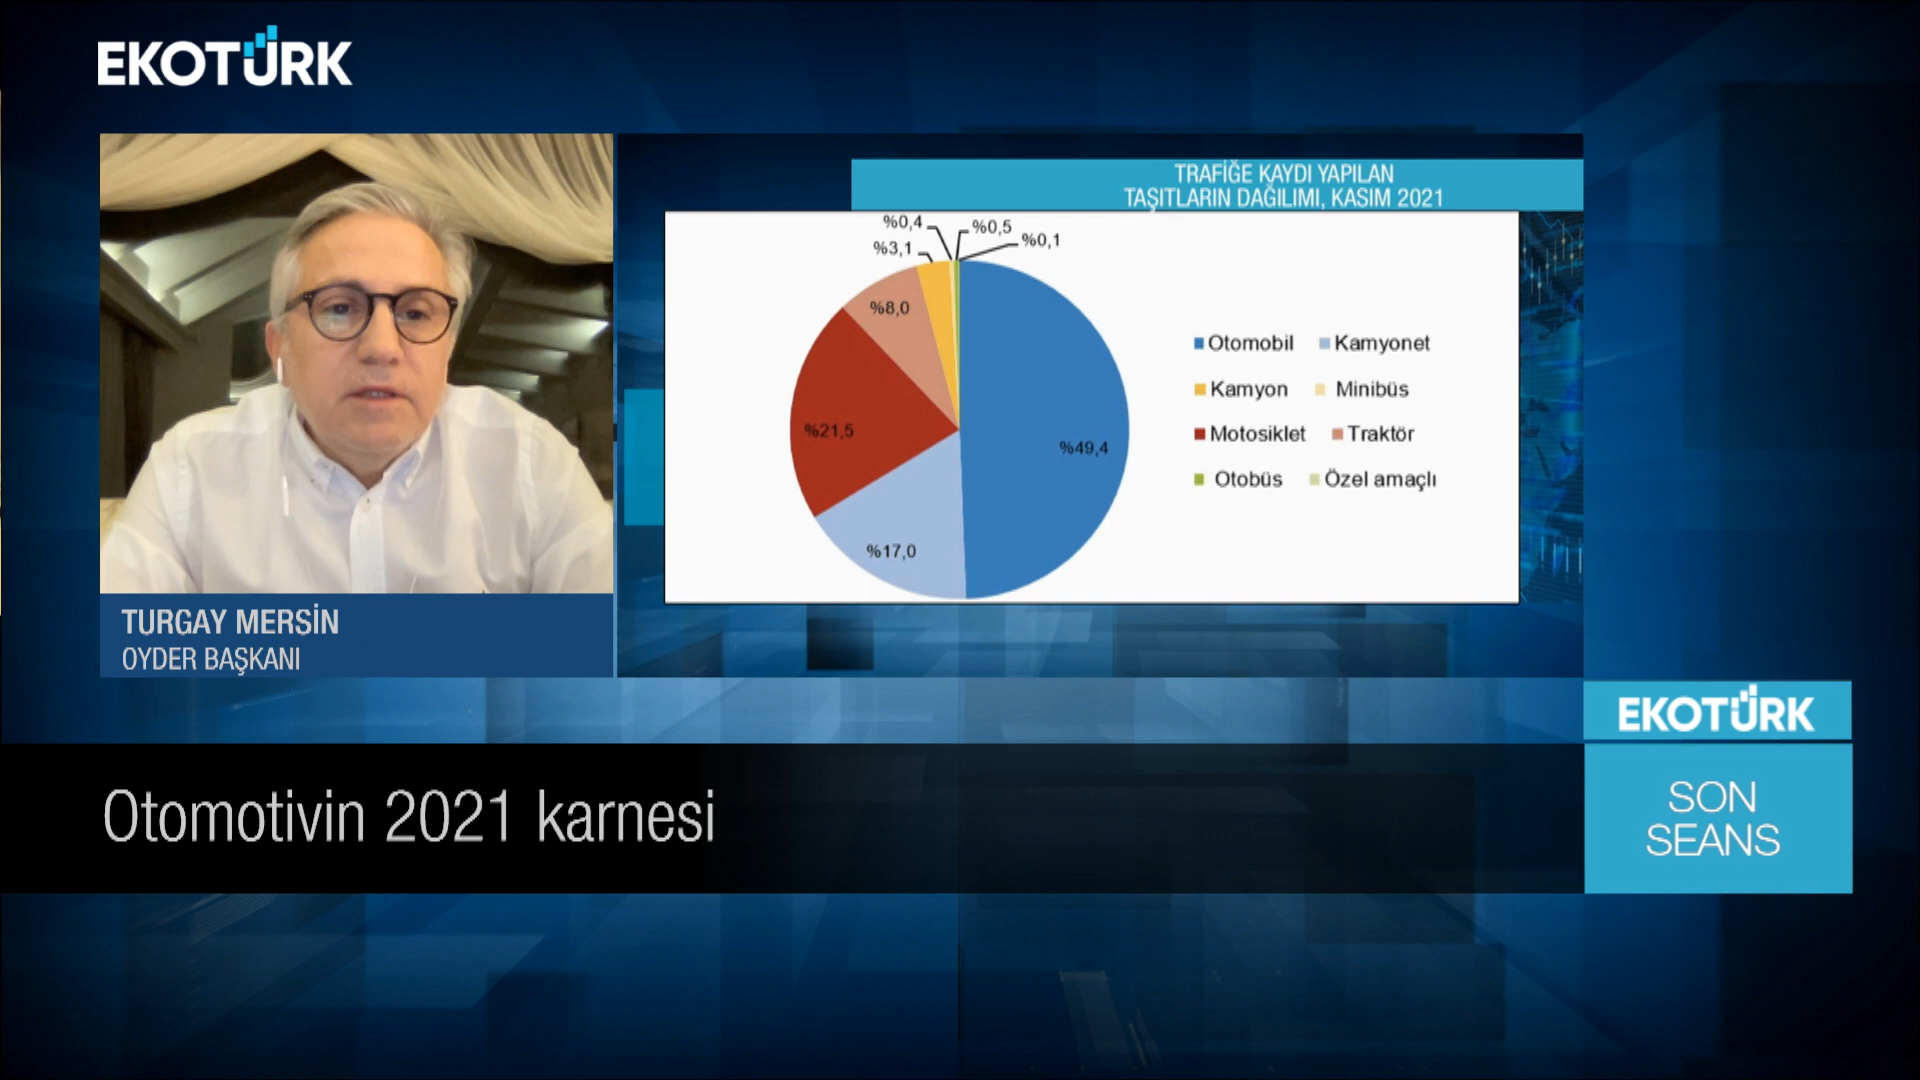 EKOTÜRK
TRAFİĞE KAYDI YAPILAN
TAŞITLARIN DAĞILIMI, KASIM 2021
%0,4
%0,5
%0,1
%3,1
%8,0
%21,5
%49,4
%17,0
Otomobil
Kamyonet
Kamyon
Minibüs
Motosiklet
Traktör
Otobüs
Özel amaçlı
TURGAY MERSİN
OYDER BAŞKANI
EKOTÜRK
Otomotivin 2021 karnesi
SON
SEANS